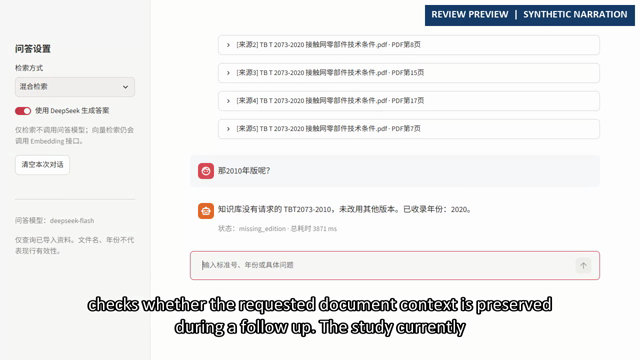 REVIEW PREVIEW | SYNTHETIC NARRATION
问答设置
检索方式
混合检索
使用 DeepSeek 生成答案
仅检索不调用问答模型；向量检索仍会
调用 Embedding 接口。
清空本次对话
问答模型：deepseek-flash
仅查询已导入资料。文件名、年份不代
表现行有效性。
[来源2] TB T 2073-2020 接触网零部件技术条件.pdf · PDF第8页
[来源3] TB T 2073-2020 接触网零部件技术条件.pdf · PDF第15页
[来源4] TB T 2073-2020 接触网零部件技术条件.pdf · PDF第17页
[来源5] TB T 2073-2020 接触网零部件技术条件.pdf · PDF第7页
那2010年版呢？
知识库没有请求的 TBT2073-2010，未改用其他版本。已收录年份：2020。
状态：missing_edition · 总耗时 3871 ms
输入标准号、年份或具体问题
checks whether the requested document context is preserved
during a follow up. The study currently